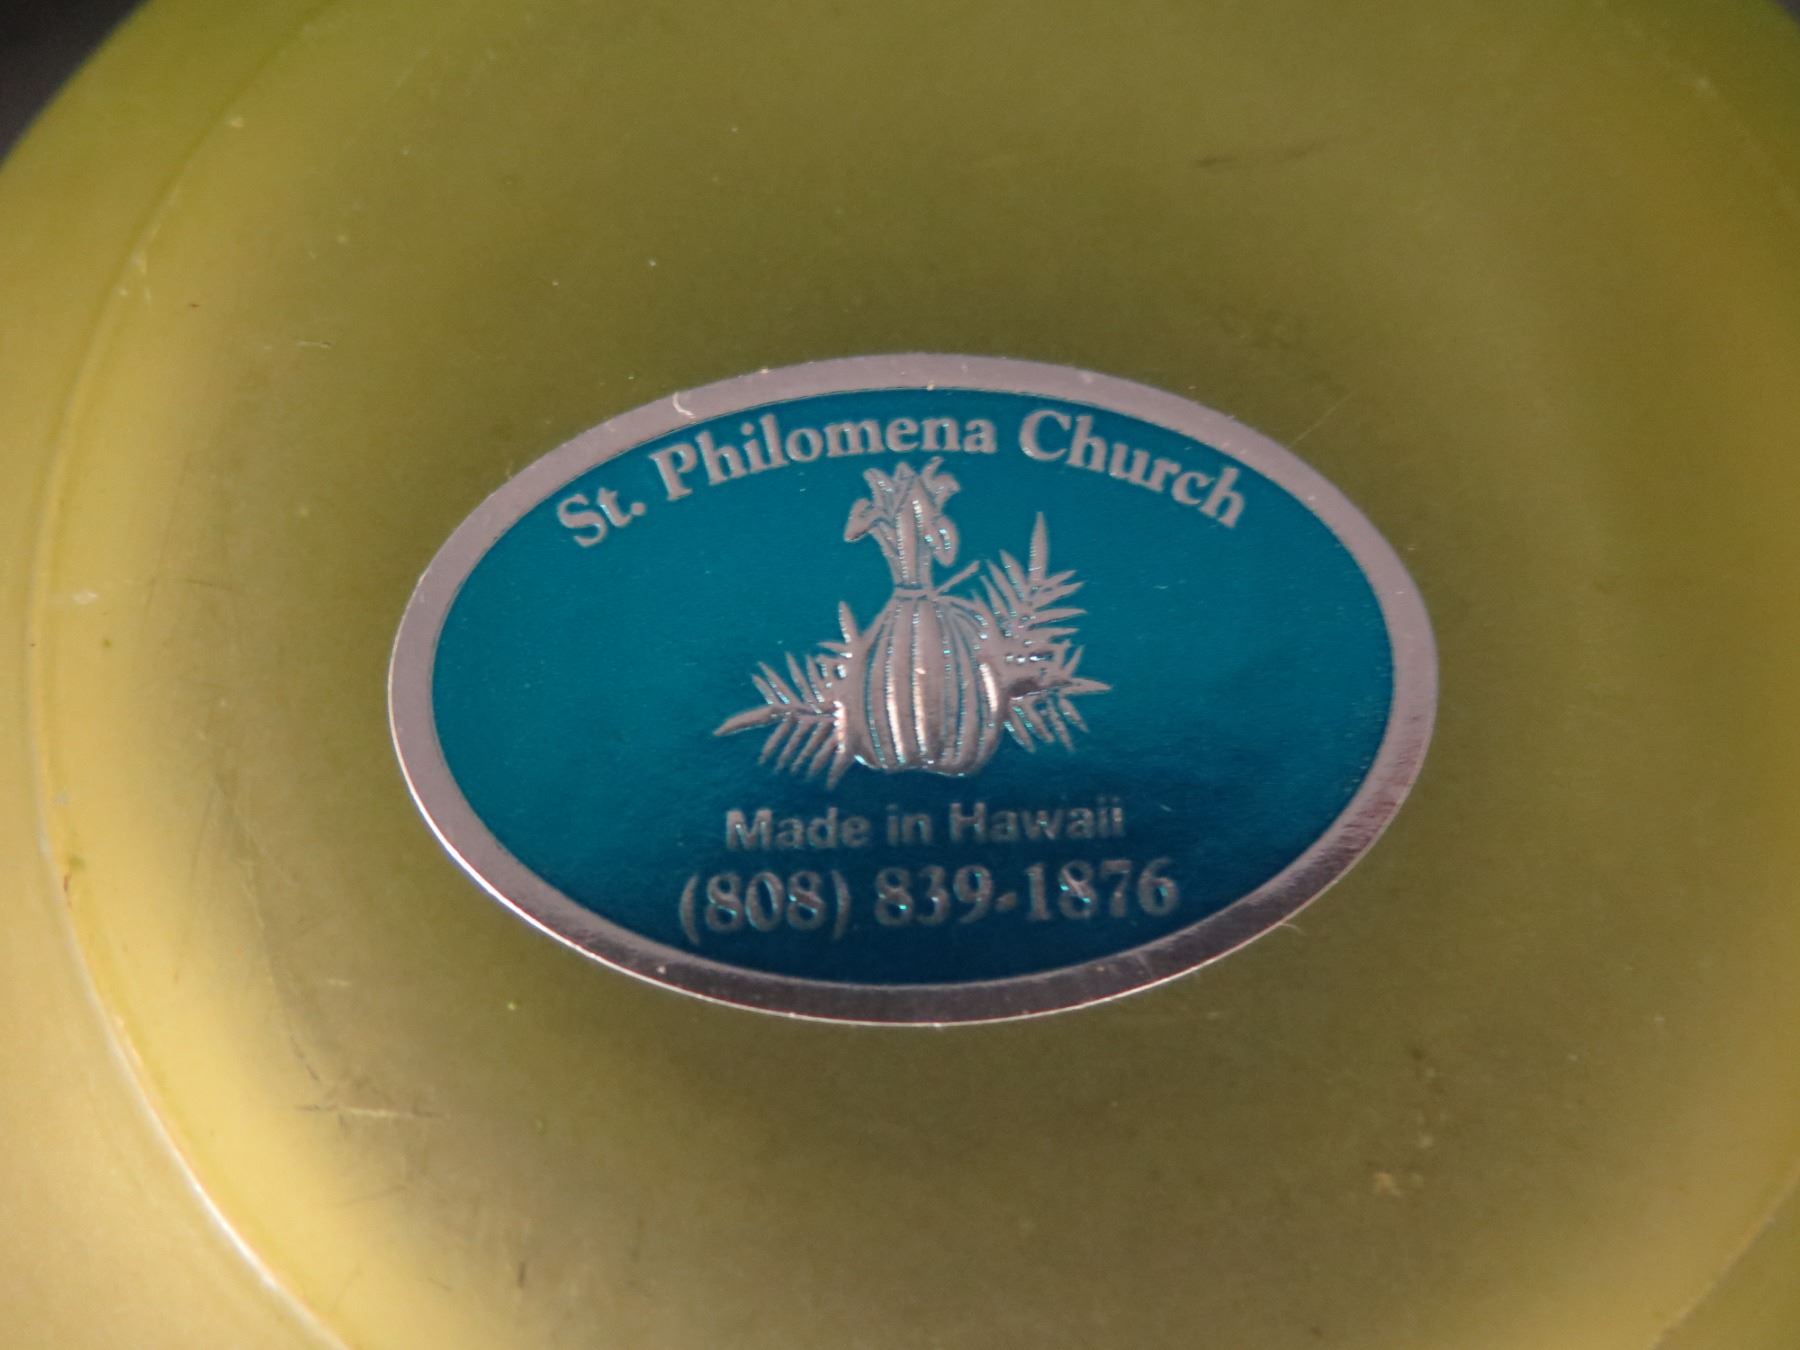 St. Philomena Church
Made in Hawaii
(808) 839-1876